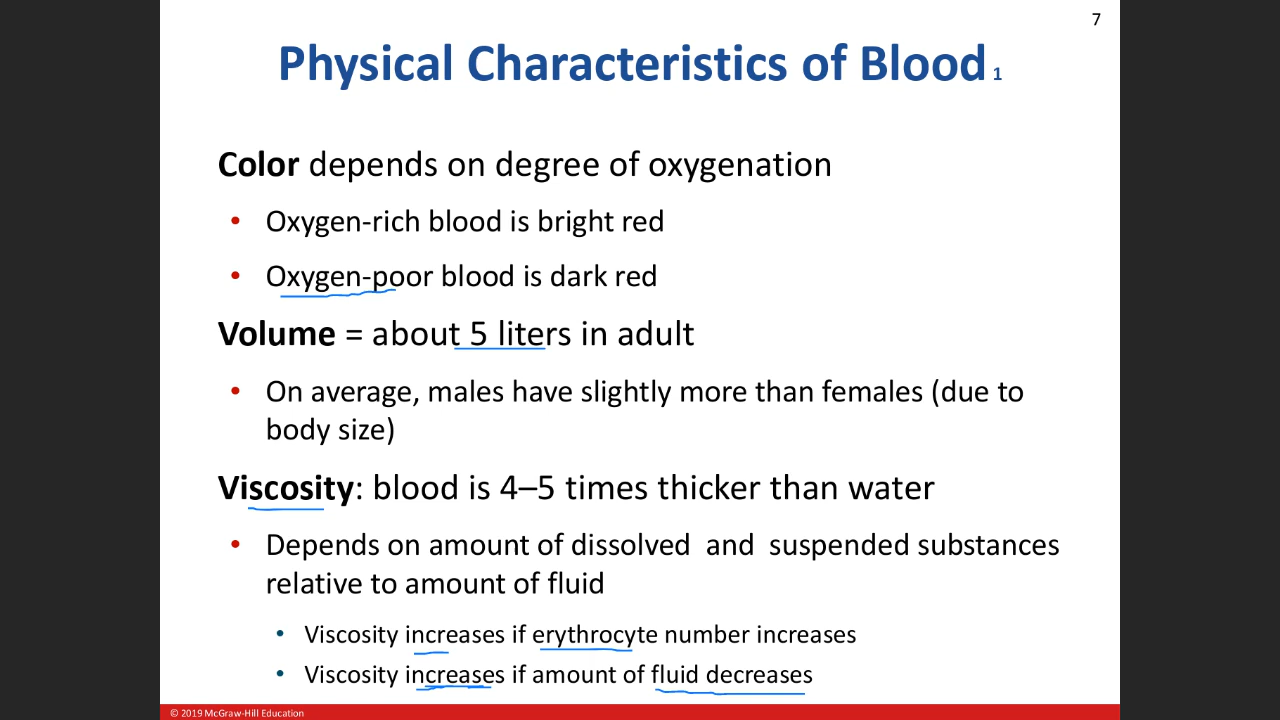 7
Physical Characteristics of Blood 1
Color depends on degree of oxygenation
• Oxygen-rich blood is bright red
• Oxygen-poor blood is dark red
Volume = about 5 liters in adult
• On average, males have slightly more than females (due to
body size)
Viscosity: blood is 4–5 times thicker than water
• Depends on amount of dissolved and suspended substances
relative to amount of fluid
• Viscosity increases if erythrocyte number increases
• Viscosity increases if amount of fluid decreases
© 2019 McGraw-Hill Education